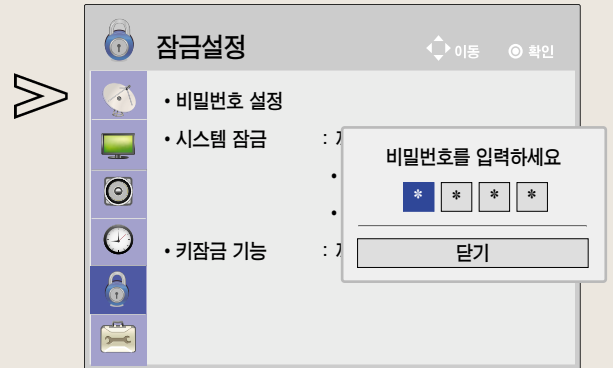 잠금설정
이동 확인
• 비밀번호 설정
• 시스템 잠금 :
•
•
• 키잠금 기능 :
비밀번호를 입력하세요
* * * *
닫기